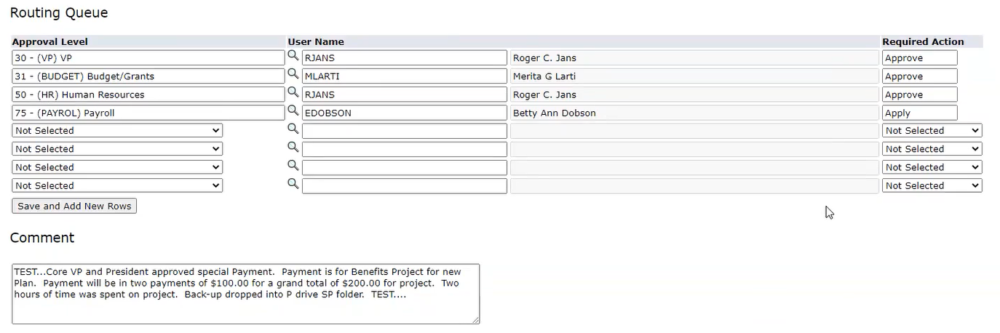 Routing Queue
Approval Level User Name Required Action
30 - (VP) VP RJANS Roger C. Jans Approve
31 - (BUDGET) Budget/Grants MLARTI Merita G Larti Approve
50 - (HR) Human Resources RJANS Roger C. Jans Approve
75 - (PAYROL) Payroll EDOBSON Betty Ann Dobson Apply
Not Selected Not Selected
Not Selected Not Selected
Not Selected Not Selected
Not Selected Not Selected
Save and Add New Rows
Comment
TEST...Core VP and President approved special Payment.  Payment is for Benefits Project for new
Plan.  Payment will be in two payments of $100.00 for a grand total of $200.00 for project.  Two
hours of time was spent on project.  Back-up dropped into P drive SP folder.  TEST....